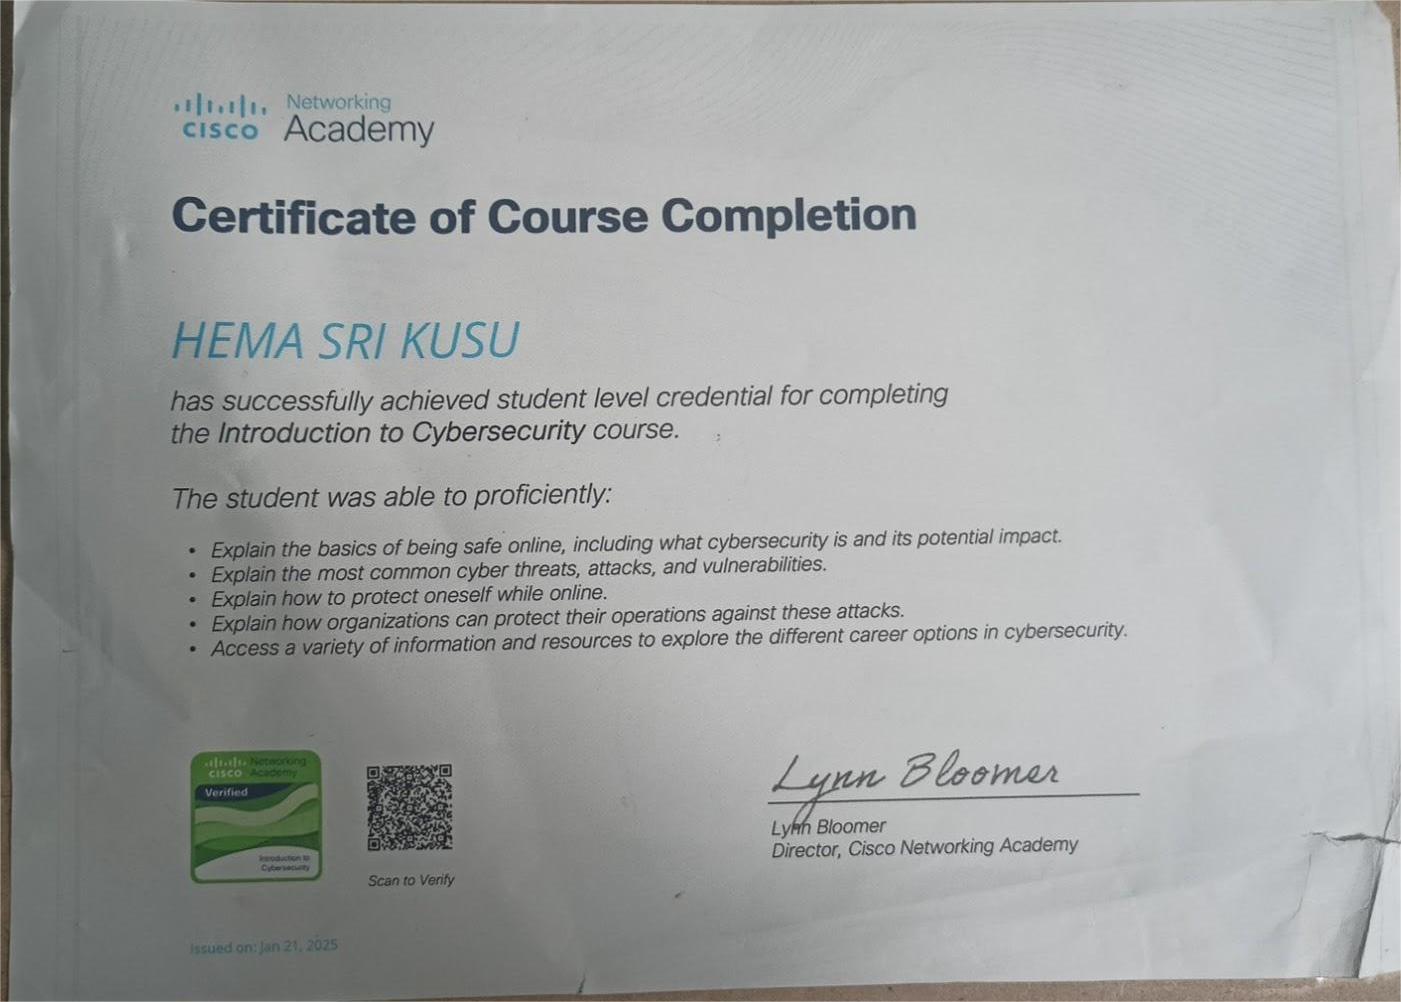 Networking
CISCO Academy
Certificate of Course Completion
HEMA SRI KUSU
has successfully achieved student level credential for completing
the Introduction to Cybersecurity course.
The student was able to proficiently:
• Explain the basics of being safe online, including what cybersecurity is and its potential impact.
• Explain the most common cyber threats, attacks, and vulnerabilities.
• Explain how to protect oneself while online.
• Explain how organizations can protect their operations against these attacks.
• Access a variety of information and resources to explore the different career options in cybersecurity.
Networking
CISCO Academy
Verified
Introduction to
Cybersecurity
Scan to Verify
Lynn Bloomer
Lynn Bloomer
Director, Cisco Networking Academy
Issued on: Jan 21, 2025